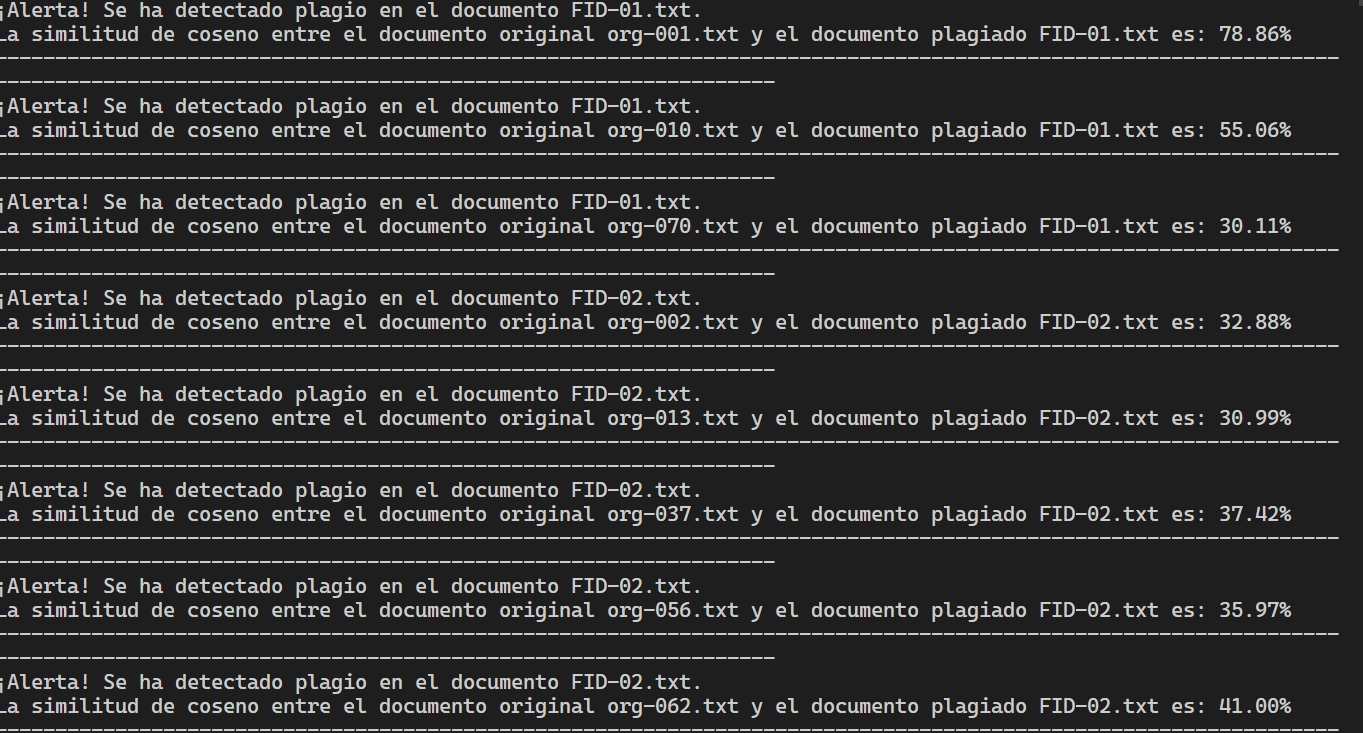 ¡Alerta! Se ha detectado plagio en el documento FID-01.txt.
La similitud de coseno entre el documento original org-001.txt y el documento plagiado FID-01.txt es: 78.86%
----------------------------------------------------------------------------------------------------------------
-----------------------------------------------------------------
¡Alerta! Se ha detectado plagio en el documento FID-01.txt.
La similitud de coseno entre el documento original org-010.txt y el documento plagiado FID-01.txt es: 55.06%
----------------------------------------------------------------------------------------------------------------
-----------------------------------------------------------------
¡Alerta! Se ha detectado plagio en el documento FID-01.txt.
La similitud de coseno entre el documento original org-070.txt y el documento plagiado FID-01.txt es: 30.11%
----------------------------------------------------------------------------------------------------------------
-----------------------------------------------------------------
¡Alerta! Se ha detectado plagio en el documento FID-02.txt.
La similitud de coseno entre el documento original org-002.txt y el documento plagiado FID-02.txt es: 32.88%
----------------------------------------------------------------------------------------------------------------
-----------------------------------------------------------------
¡Alerta! Se ha detectado plagio en el documento FID-02.txt.
La similitud de coseno entre el documento original org-013.txt y el documento plagiado FID-02.txt es: 30.99%
----------------------------------------------------------------------------------------------------------------
-----------------------------------------------------------------
¡Alerta! Se ha detectado plagio en el documento FID-02.txt.
La similitud de coseno entre el documento original org-037.txt y el documento plagiado FID-02.txt es: 37.42%
----------------------------------------------------------------------------------------------------------------
-----------------------------------------------------------------
¡Alerta! Se ha detectado plagio en el documento FID-02.txt.
La similitud de coseno entre el documento original org-056.txt y el documento plagiado FID-02.txt es: 35.97%
----------------------------------------------------------------------------------------------------------------
-----------------------------------------------------------------
¡Alerta! Se ha detectado plagio en el documento FID-02.txt.
La similitud de coseno entre el documento original org-062.txt y el documento plagiado FID-02.txt es: 41.00%
----------------------------------------------------------------------------------------------------------------